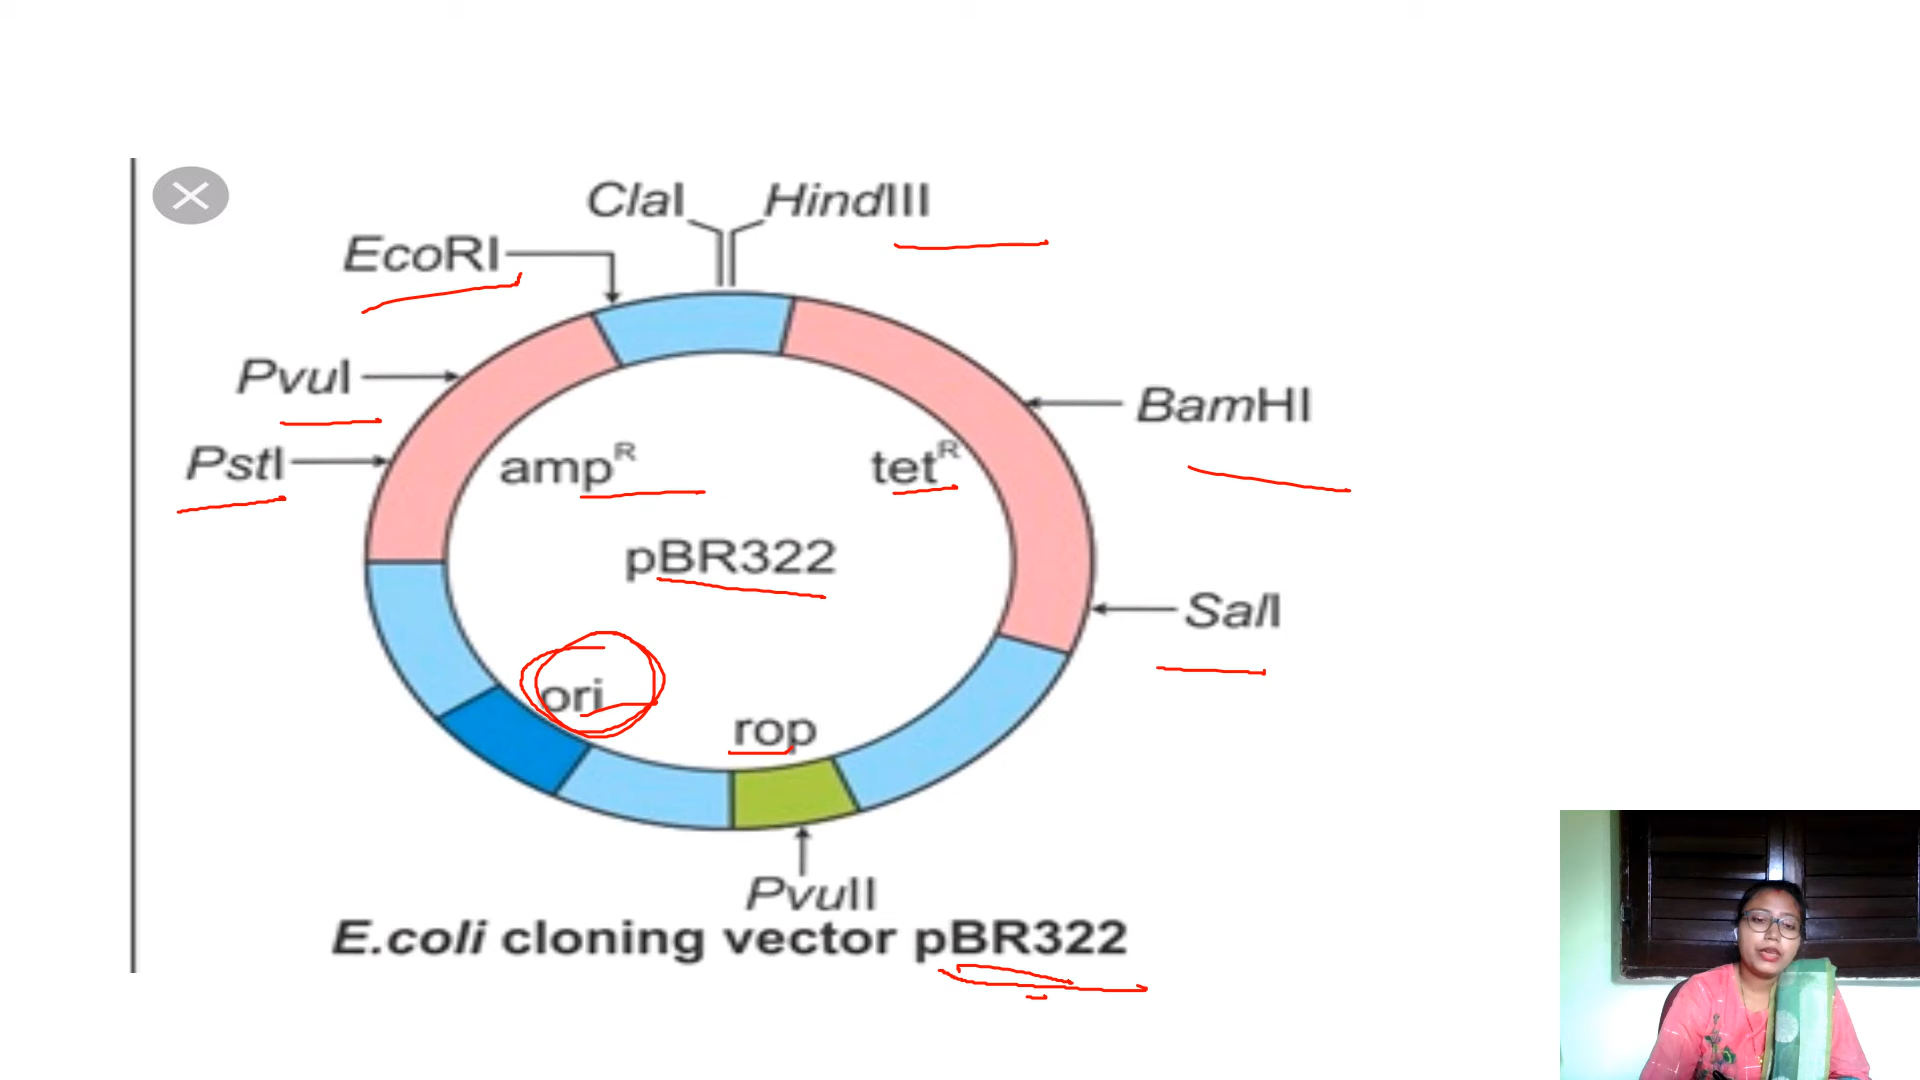 ClaI HindIII
EcoRI
PvuI
BamHI
PstI
amp^R tet^R
pBR322
SalI
ori
rop
PvuII
E.coli cloning vector pBR322